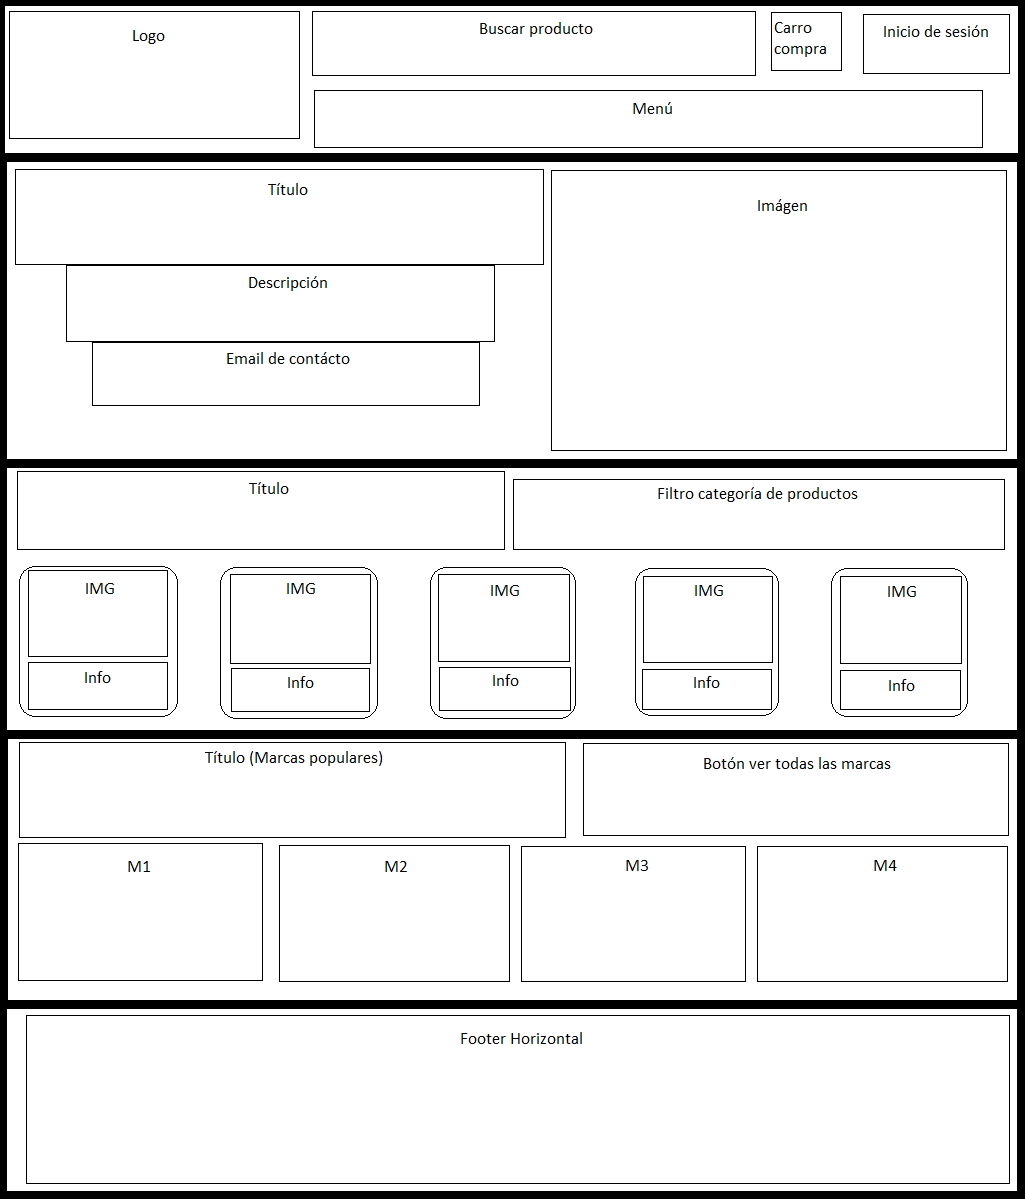 Logo
Buscar producto
Carro
compra
Inicio de sesión
Menú
Título
Imágen
Descripción
Email de contácto
Título
Filtro categoría de productos
IMG
IMG
IMG
IMG
IMG
Info
Info
Info
Info
Info
Título (Marcas populares)
Botón ver todas las marcas
M1
M2
M3
M4
Footer Horizontal